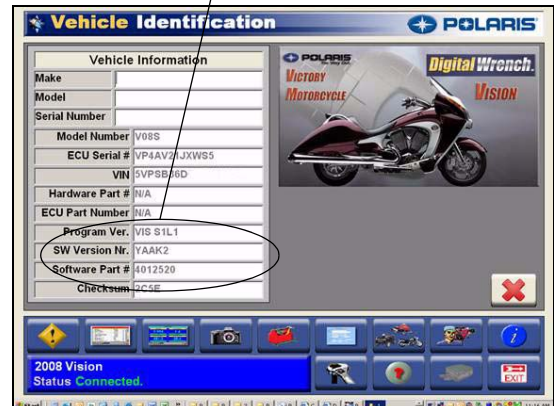 Vehicle Identification
POLARIS
Vehicle Information
Make
Model
Serial Number
Model Number V08S
ECU Serial # VP4AV21JXWS5
VIN 5VPSB36D
Hardware Part # N/A
ECU Part Number N/A
Program Ver. VIS S1L1
SW Version Nr. YAAK2
Software Part # 4012520
Checksum 2C5E
POLARIS
VICTORY
MOTORCYCLE
Digital Wrench.
VISION
2008 Vision
Status Connected.
EXIT